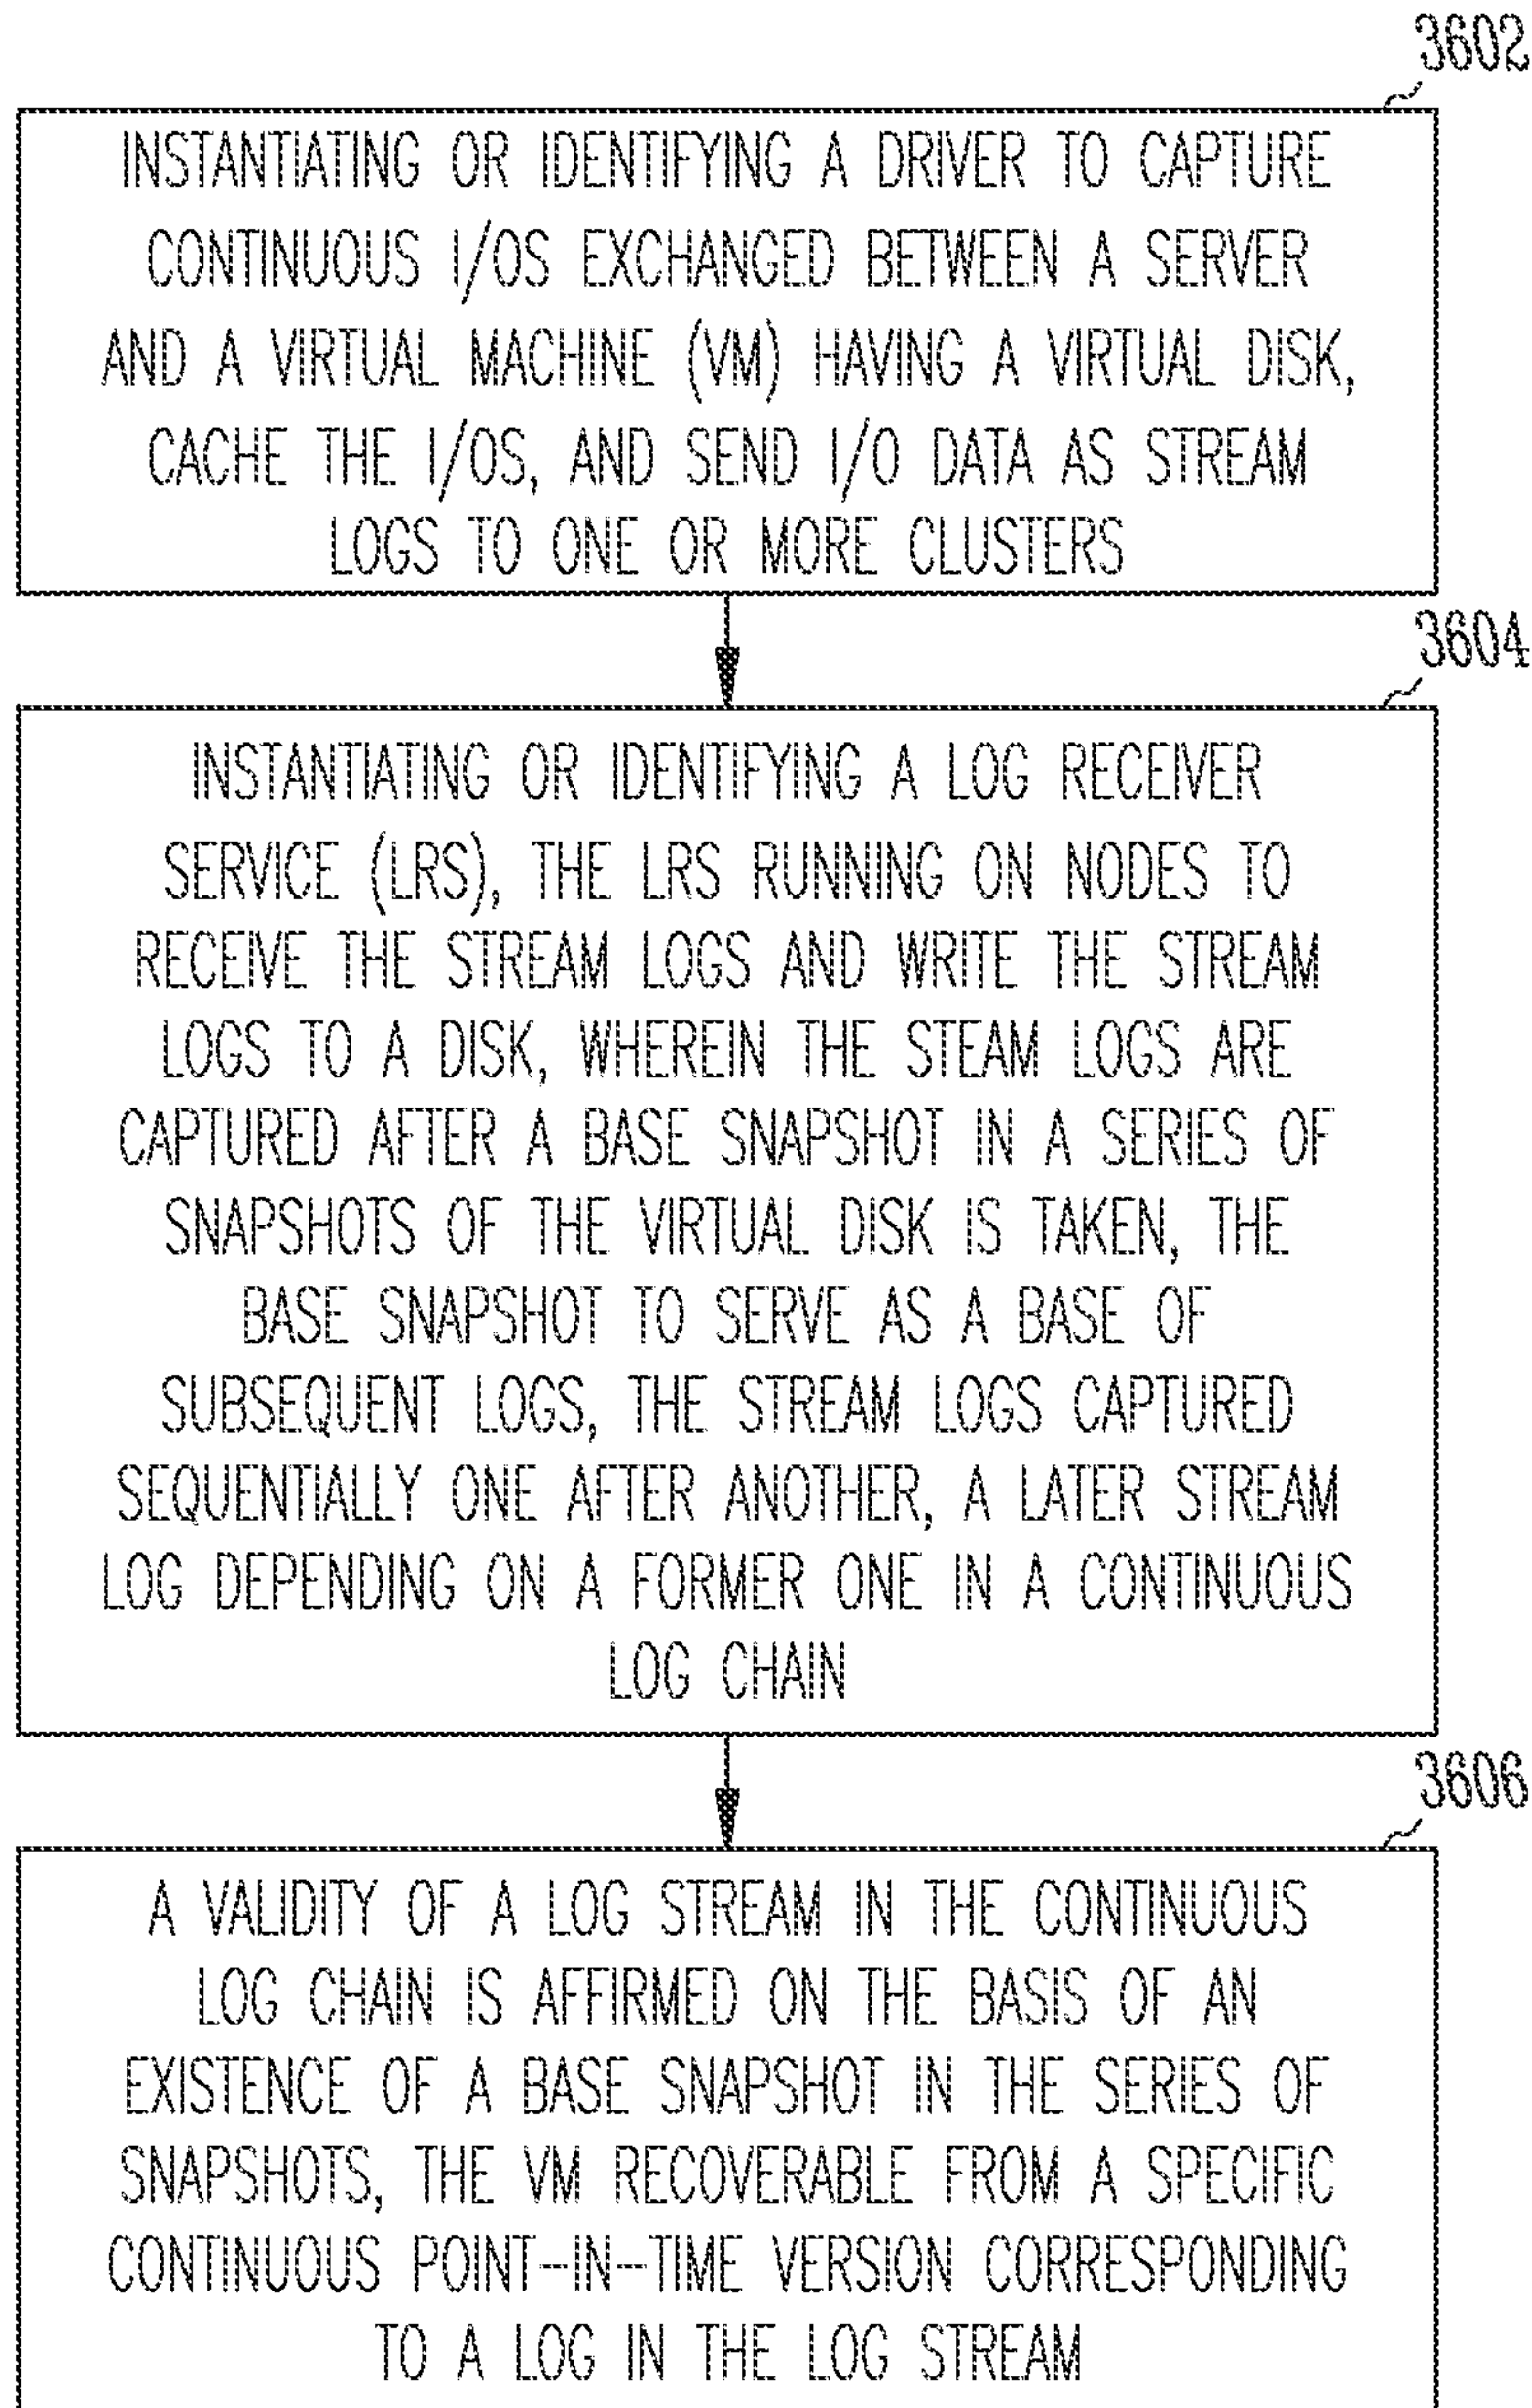 3602
INSTANTIATING OR IDENTIFYING A DRIVER TO CAPTURE
CONTINUOUS I/OS EXCHANGED BETWEEN A SERVER
AND A VIRTUAL MACHINE (VM) HAVING A VIRTUAL DISK,
CACHE THE I/OS, AND SEND I/O DATA AS STREAM
LOGS TO ONE OR MORE CLUSTERS
3604
INSTANTIATING OR IDENTIFYING A LOG RECEIVER
SERVICE (LRS), THE LRS RUNNING ON NODES TO
RECEIVE THE STREAM LOGS AND WRITE THE STREAM
LOGS TO A DISK, WHEREIN THE STEAM LOGS ARE
CAPTURED AFTER A BASE SNAPSHOT IN A SERIES OF
SNAPSHOTS OF THE VIRTUAL DISK IS TAKEN, THE
BASE SNAPSHOT TO SERVE AS A BASE OF
SUBSEQUENT LOGS, THE STREAM LOGS CAPTURED
SEQUENTIALLY ONE AFTER ANOTHER, A LATER STREAM
LOG DEPENDING ON A FORMER ONE IN A CONTINUOUS
LOG CHAIN
3606
A VALIDITY OF A LOG STREAM IN THE CONTINUOUS
LOG CHAIN IS AFFIRMED ON THE BASIS OF AN
EXISTENCE OF A BASE SNAPSHOT IN THE SERIES OF
SNAPSHOTS, THE VM RECOVERABLE FROM A SPECIFIC
CONTINUOUS POINT-IN-TIME VERSION CORRESPONDING
TO A LOG IN THE LOG STREAM